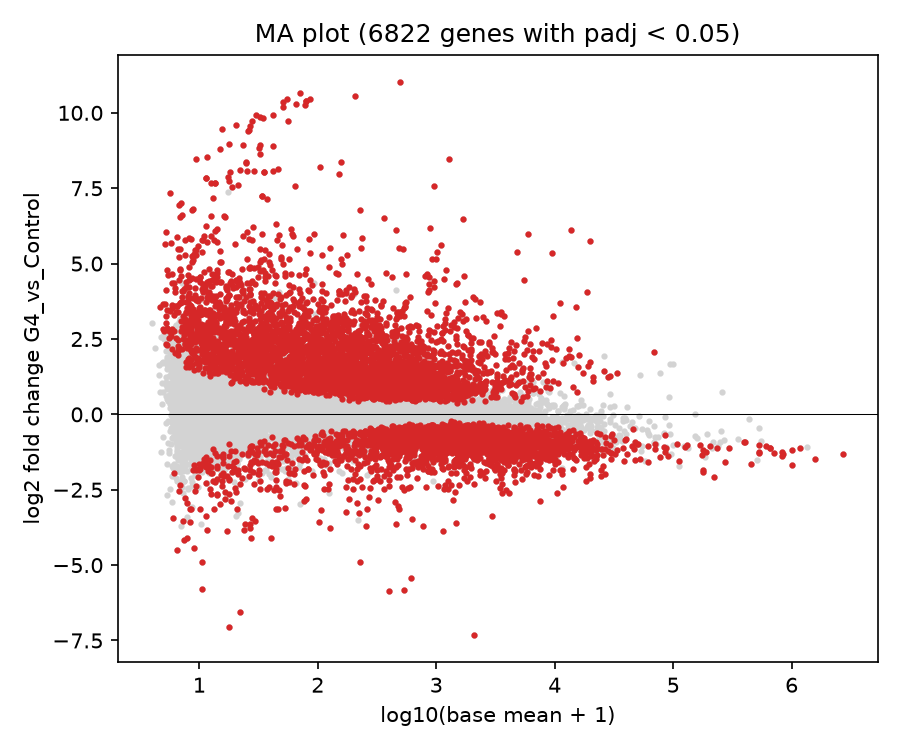 MA plot (6822 genes with padj < 0.05)
log2 fold change G4_vs_Control
10.0
7.5
5.0
2.5
0.0
−2.5
−5.0
−7.5
1 2 3 4 5 6
log10(base mean + 1)